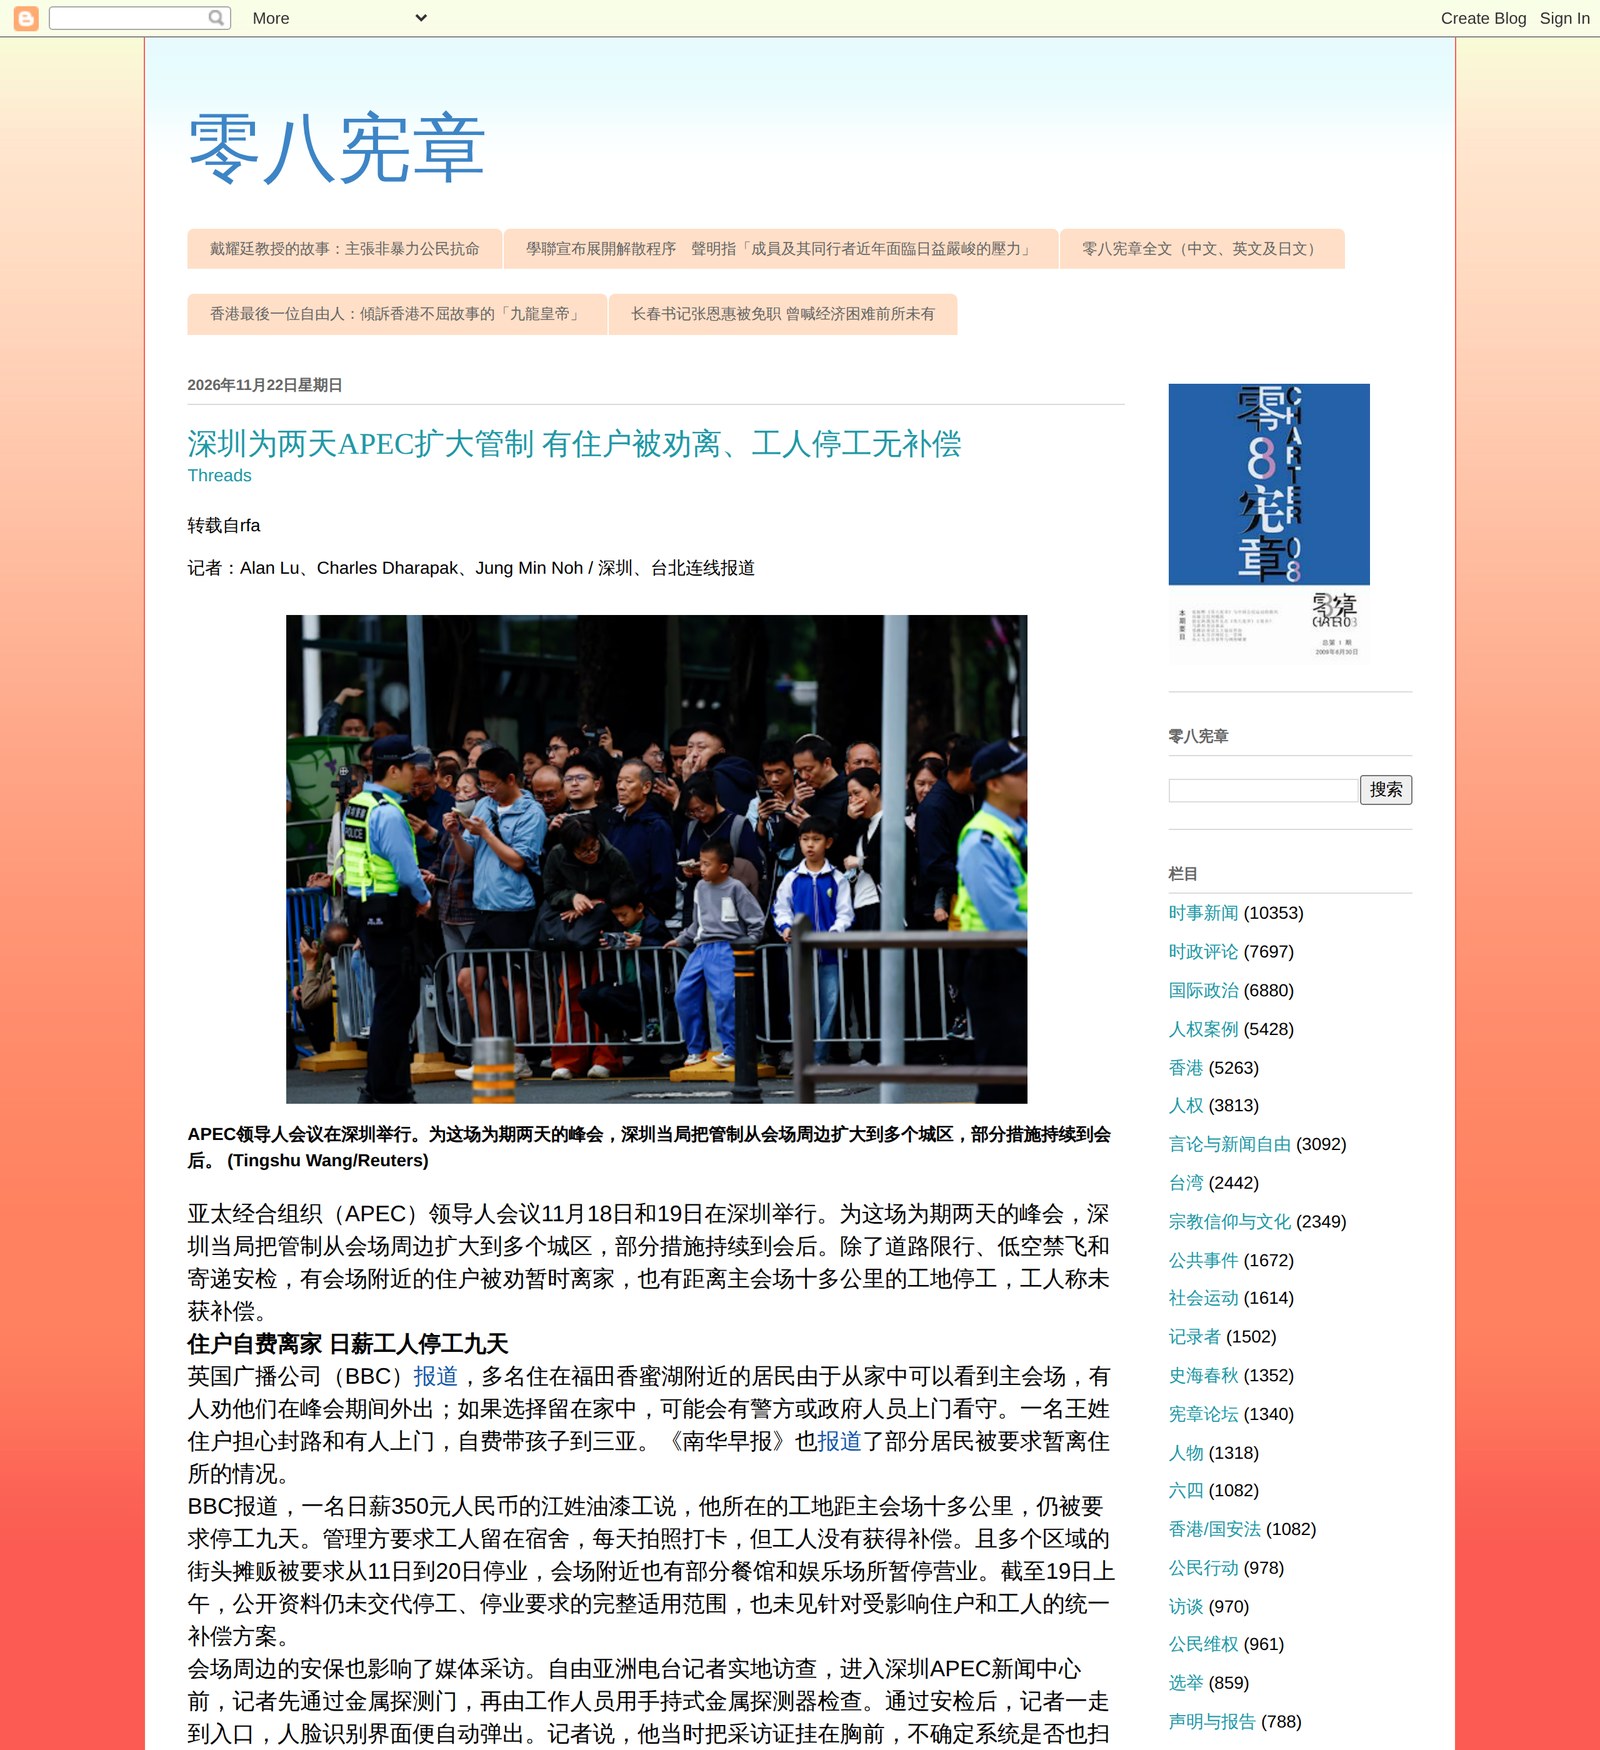 More
Create Blog
Sign In
零八宪章
戴耀廷教授的故事：主張非暴力公民抗命
學聯宣布展開解散程序　聲明指「成員及其同行者近年面臨日益嚴峻的壓力」
零八宪章全文（中文、英文及日文）
香港最後一位自由人：傾訴香港不屈故事的「九龍皇帝」
长春书记张恩惠被免职 曾喊经济困难前所未有
2026年11月22日星期日
深圳为两天APEC扩大管制 有住户被劝离、工人停工无补偿
Threads
转载自rfa
记者：Alan Lu、Charles Dharapak、Jung Min Noh / 深圳、台北连线报道
POLICE
APEC领导人会议在深圳举行。为这场为期两天的峰会，深圳当局把管制从会场周边扩大到多个城区，部分措施持续到会
后。 (Tingshu Wang/Reuters)
亚太经合组织（APEC）领导人会议11月18日和19日在深圳举行。为这场为期两天的峰会，深
圳当局把管制从会场周边扩大到多个城区，部分措施持续到会后。除了道路限行、低空禁飞和
寄递安检，有会场附近的住户被劝暂时离家，也有距离主会场十多公里的工地停工，工人称未
获补偿。
住户自费离家 日薪工人停工九天
英国广播公司（BBC）报道，多名住在福田香蜜湖附近的居民由于从家中可以看到主会场，有
人劝他们在峰会期间外出；如果选择留在家中，可能会有警方或政府人员上门看守。一名王姓
住户担心封路和有人上门，自费带孩子到三亚。《南华早报》也报道了部分居民被要求暂离住
所的情况。
BBC报道，一名日薪350元人民币的江姓油漆工说，他所在的工地距主会场十多公里，仍被要
求停工九天。管理方要求工人留在宿舍，每天拍照打卡，但工人没有获得补偿。且多个区域的
街头摊贩被要求从11日到20日停业，会场附近也有部分餐馆和娱乐场所暂停营业。截至19日上
午，公开资料仍未交代停工、停业要求的完整适用范围，也未见针对受影响住户和工人的统一
补偿方案。
会场周边的安保也影响了媒体采访。自由亚洲电台记者实地访查，进入深圳APEC新闻中心
前，记者先通过金属探测门，再由工作人员用手持式金属探测器检查。通过安检后，记者一走
到入口，人脸识别界面便自动弹出。记者说，他当时把采访证挂在胸前，不确定系统是否也扫
零8宪章
CHARTER 08
本期要目
总第 1 期
2009年6月30日
零八宪章
搜索
栏目
时事新闻 (10353)
时政评论 (7697)
国际政治 (6880)
人权案例 (5428)
香港 (5263)
人权 (3813)
言论与新闻自由 (3092)
台湾 (2442)
宗教信仰与文化 (2349)
公共事件 (1672)
社会运动 (1614)
记录者 (1502)
史海春秋 (1352)
宪章论坛 (1340)
人物 (1318)
六四 (1082)
香港/国安法 (1082)
公民行动 (978)
访谈 (970)
公民维权 (961)
选举 (859)
声明与报告 (788)